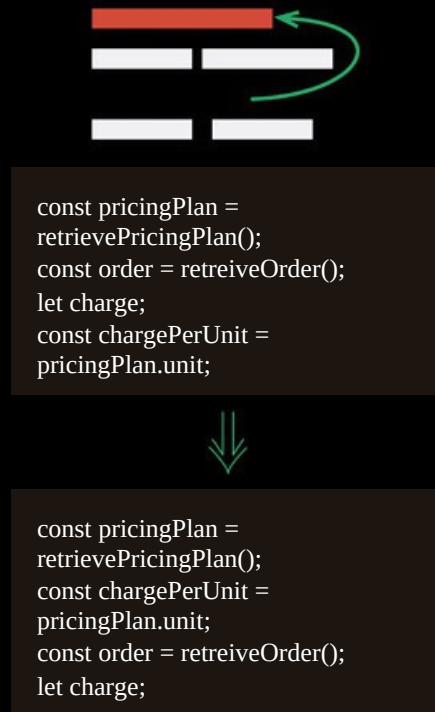 const pricingPlan =
retrievePricingPlan();
const order = retreiveOrder();
let charge;
const chargePerUnit =
pricingPlan.unit;
const pricingPlan =
retrievePricingPlan();
const chargePerUnit =
pricingPlan.unit;
const order = retreiveOrder();
let charge;